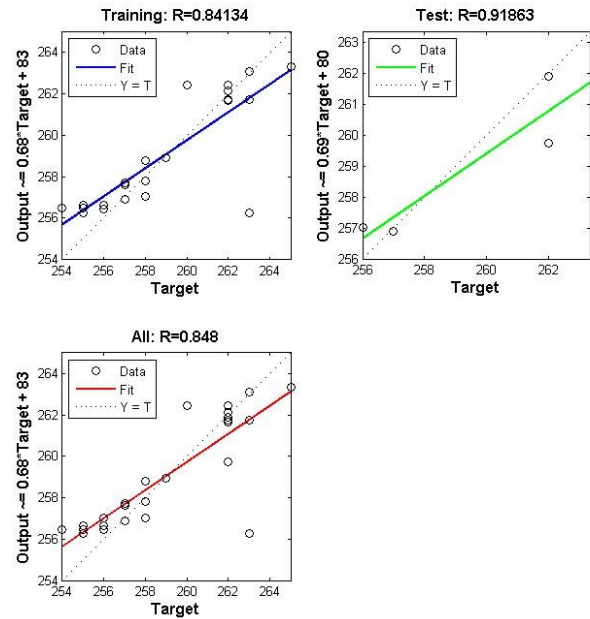 Training: R=0.84134
Output ~= 0.68*Target + 83
264
262
260
258
256
254
Data
Fit
Y = T
254 256 258 260 262 264
Target
Test: R=0.91863
Output ~= 0.69*Target + 80
263
262
261
260
259
258
257
256
Data
Fit
Y = T
256 258 260 262
Target
All: R=0.848
Output ~= 0.68*Target + 83
264
262
260
258
256
254
Data
Fit
Y = T
254 256 258 260 262 264
Target